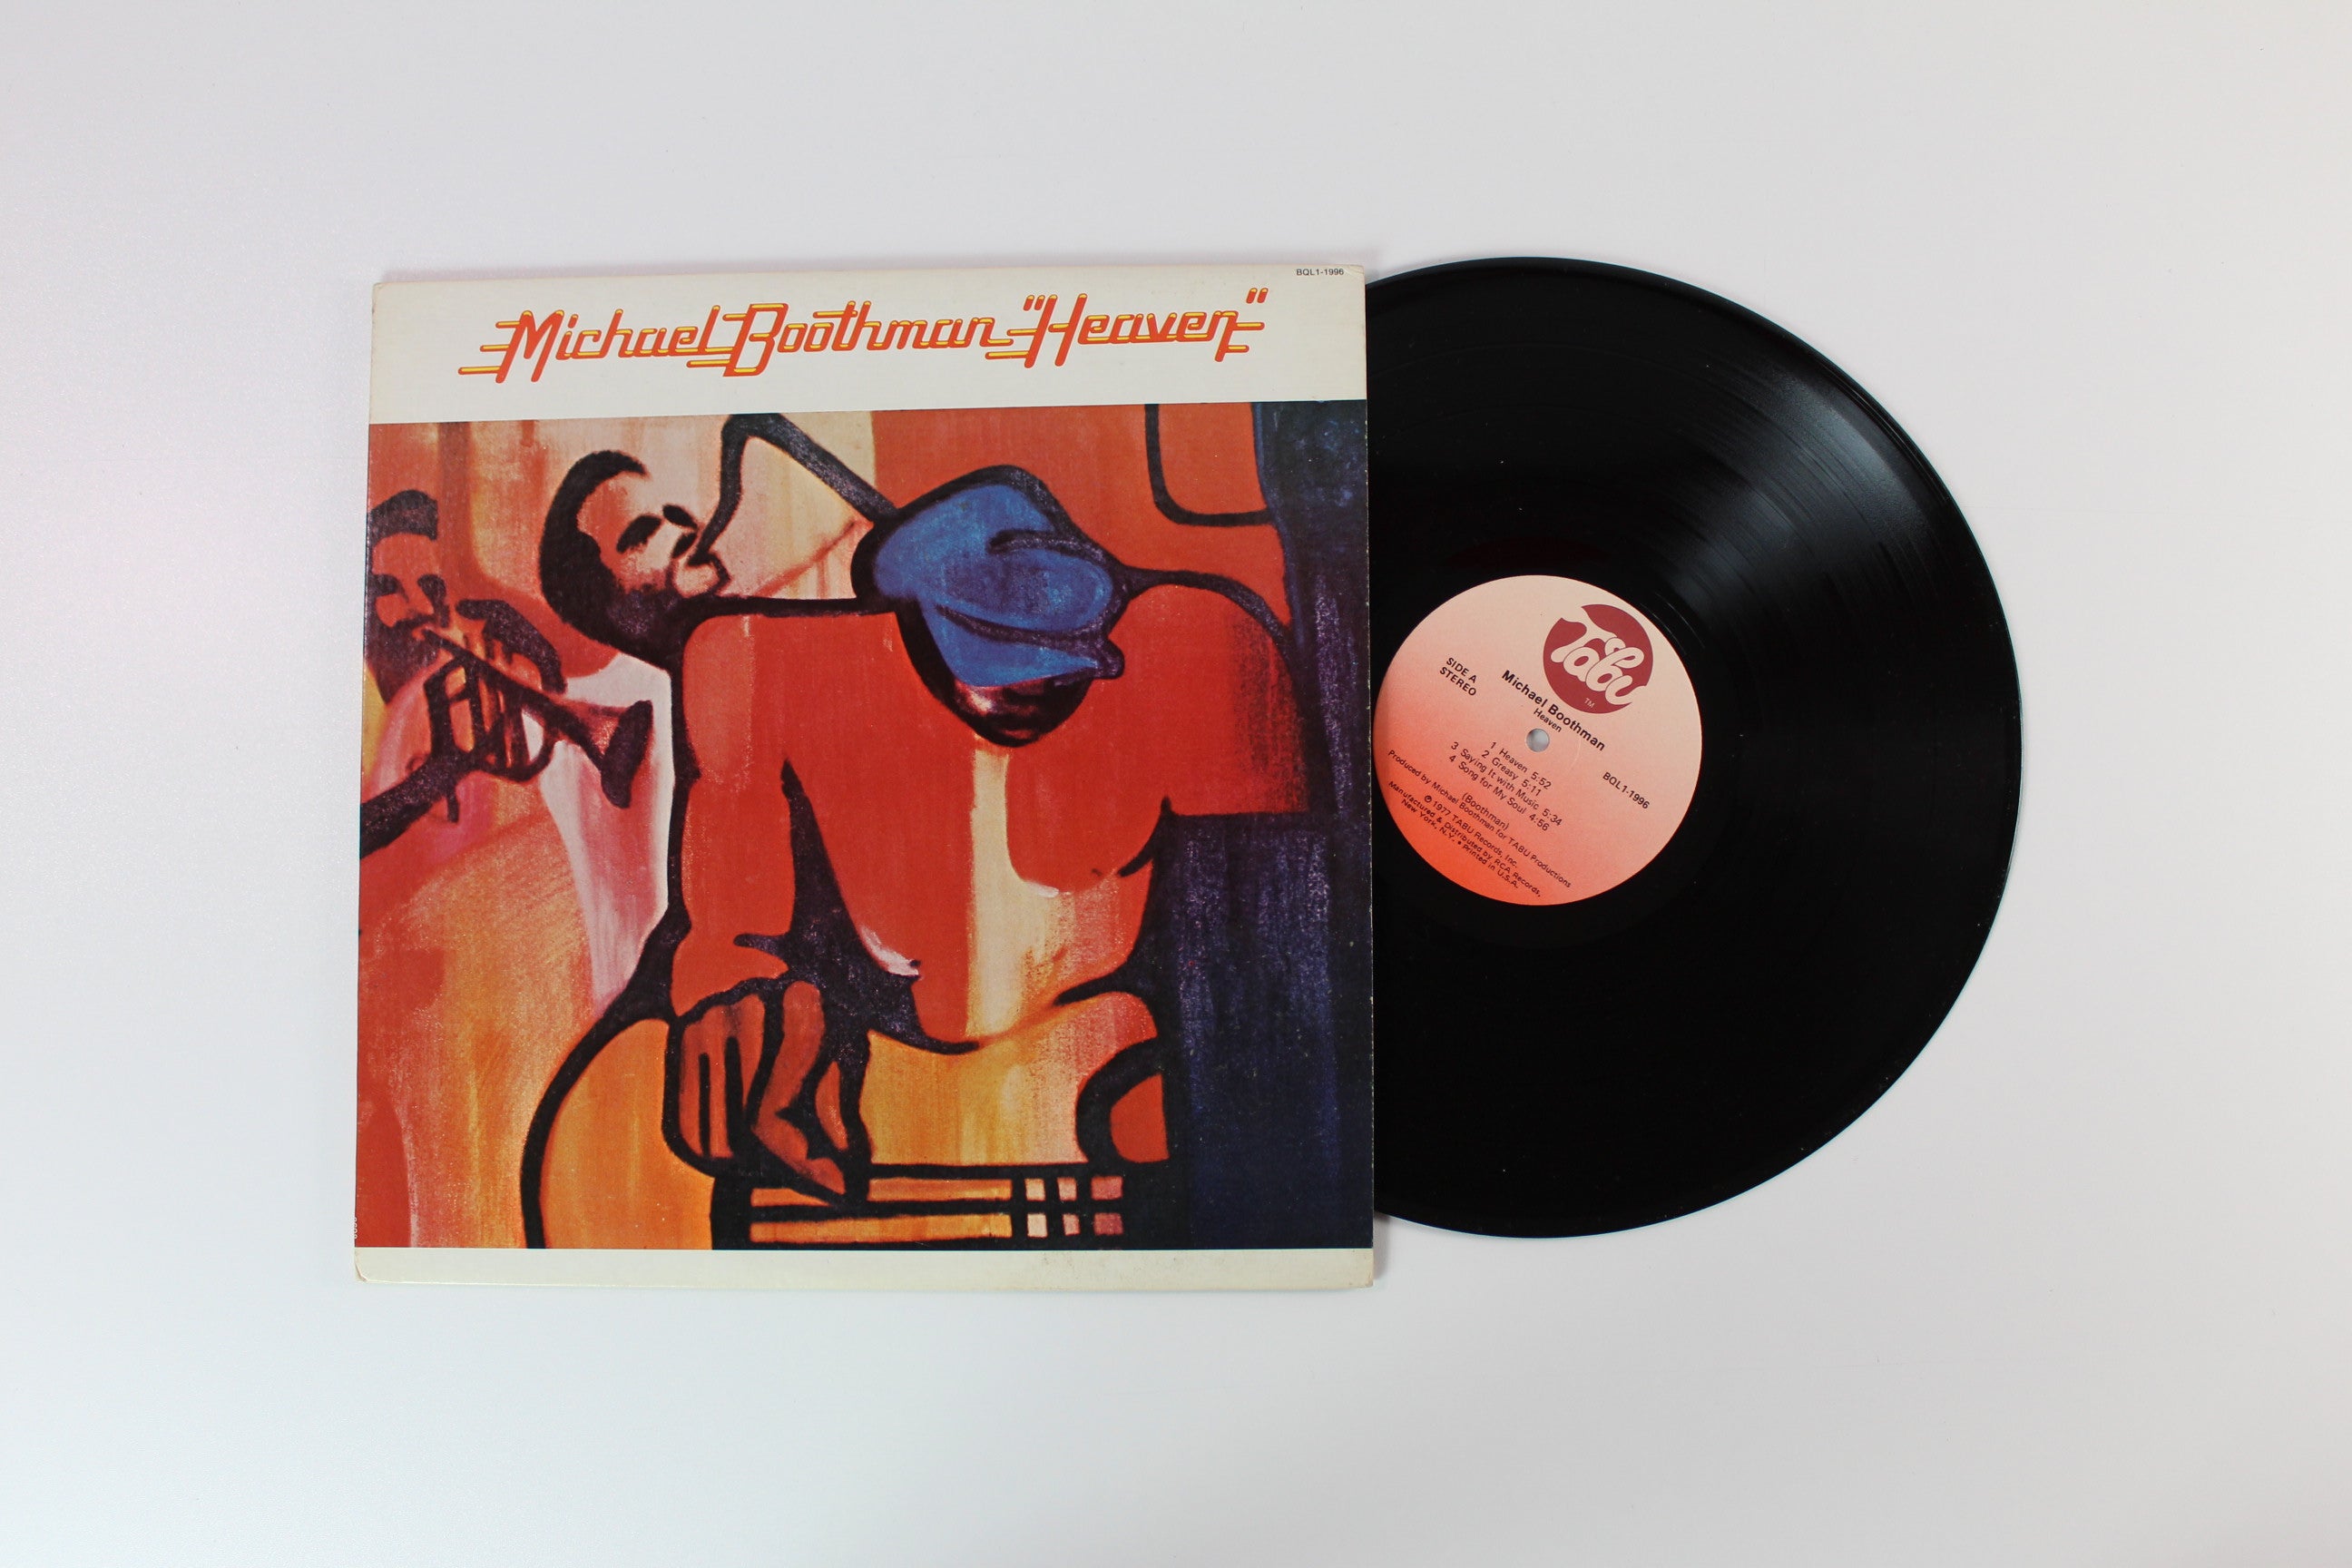 BQL1-1996
Michael Boothman "Heaven"
Tabu
TM
SIDE A
STEREO
Michael Boothman
Heaven
BQL1-1996
1 Heaven 5:52
2 Greasy 5:11
3 Saying It with Music 5:34
4 Song for My Soul 4:56
(Boothman)
Produced by Michael Boothman for TABU Productions
℗ 1977 TABU Records, Inc.
Manufactured & Distributed by RCA Records,
New York, N.Y. • Printed in U.S.A.